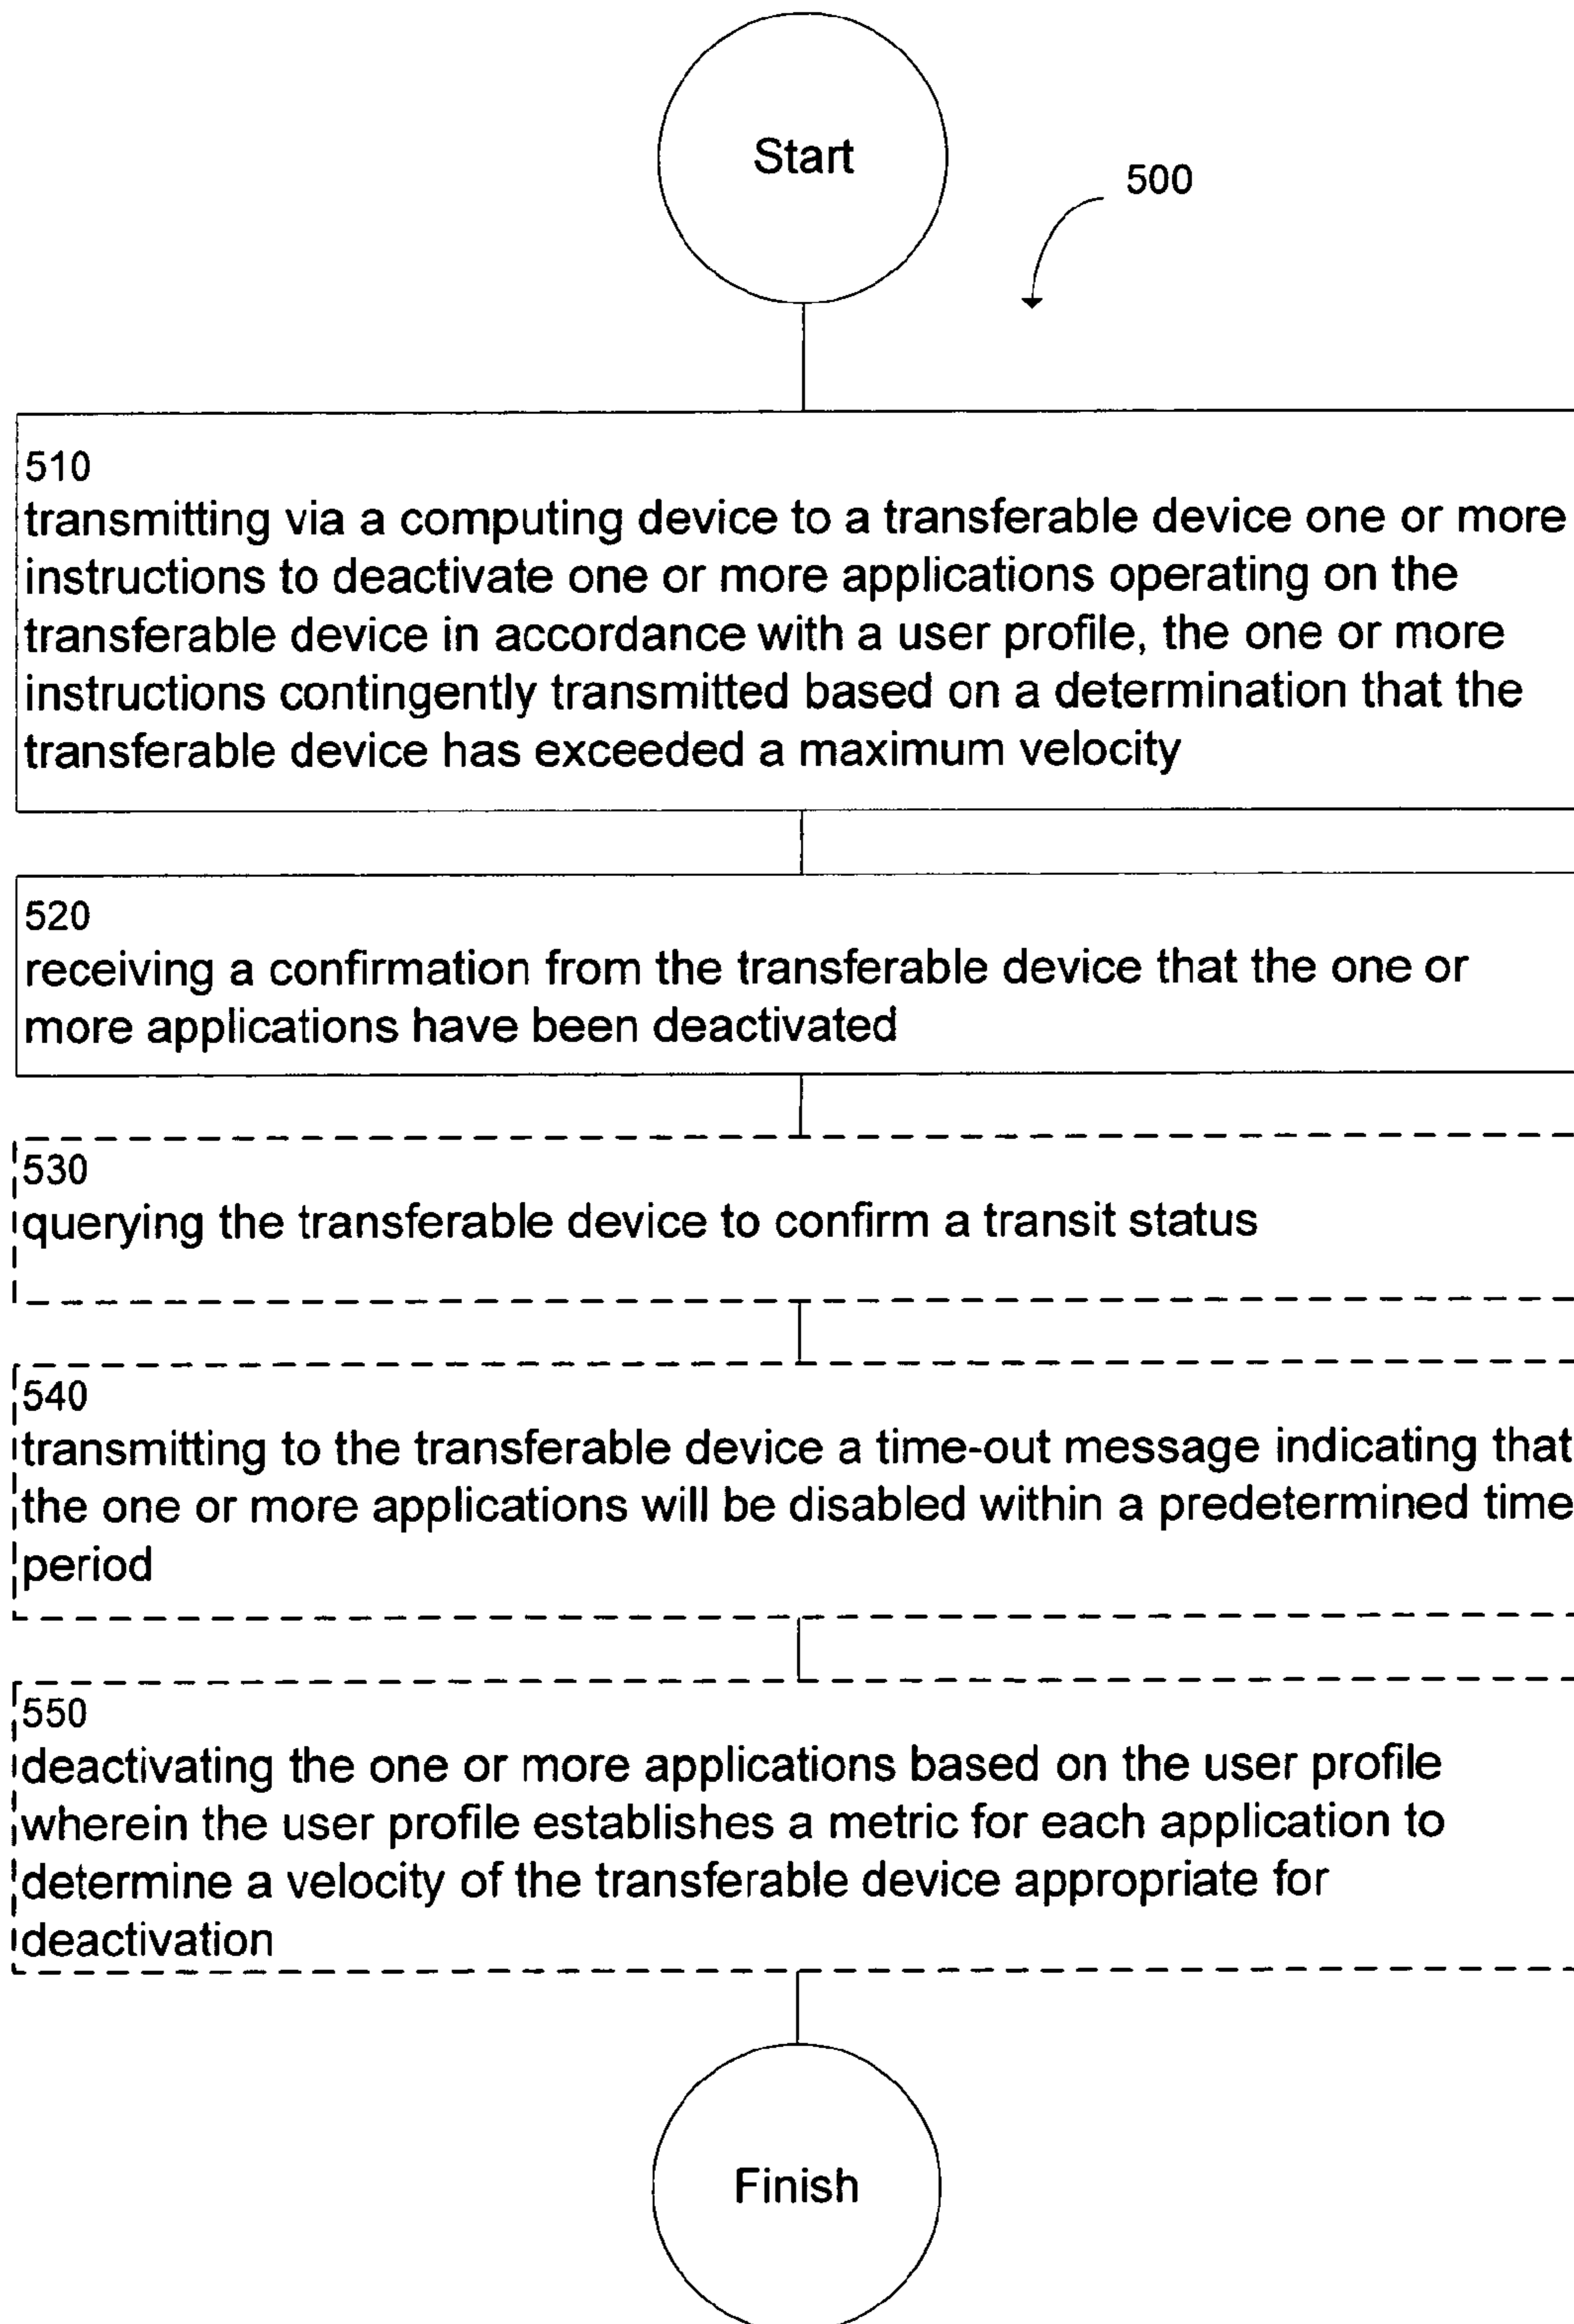 Start
500
510
transmitting via a computing device to a transferable device one or more
instructions to deactivate one or more applications operating on the
transferable device in accordance with a user profile, the one or more
instructions contingently transmitted based on a determination that the
transferable device has exceeded a maximum velocity
520
receiving a confirmation from the transferable device that the one or
more applications have been deactivated
530
querying the transferable device to confirm a transit status
540
transmitting to the transferable device a time-out message indicating that
the one or more applications will be disabled within a predetermined time
period
550
deactivating the one or more applications based on the user profile
wherein the user profile establishes a metric for each application to
determine a velocity of the transferable device appropriate for
deactivation
Finish